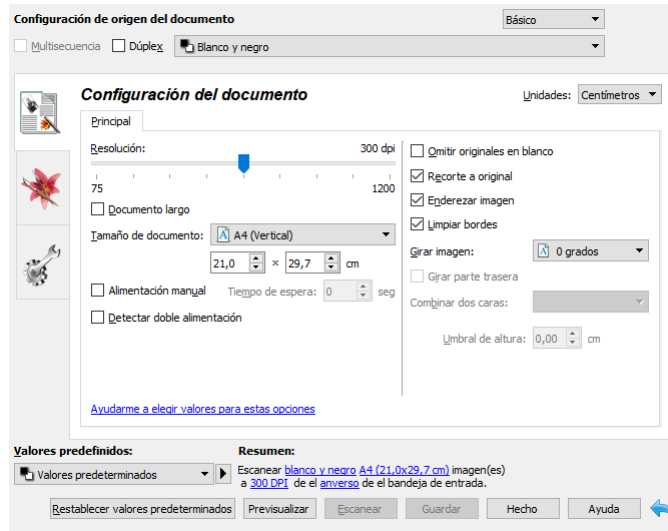 Configuración de origen del documento
Básico
Multisecuencia Dúplex Blanco y negro
Configuración del documento
Unidades: Centímetros
Principal
Resolución: 300 dpi
75 1200
Documento largo
Tamaño de documento: A4 (Vertical)
21,0 × 29,7 cm
Alimentación manual Tiempo de espera: 0 seg
Detectar doble alimentación
Omitir originales en blanco
Recorte a original
Enderezar imagen
Limpiar bordes
Girar imagen: 0 grados
Girar parte trasera
Combinar dos caras:
Umbral de altura: 0,00 cm
Ayudarme a elegir valores para estas opciones
Valores predefinidos:
Valores predeterminados
Resumen:
Escanear blanco y negro A4 (21,0x29,7 cm) imagen(es)
a 300 DPI de el anverso de el bandeja de entrada.
Restablecer valores predeterminados Previsualizar Escanear Guardar Hecho Ayuda